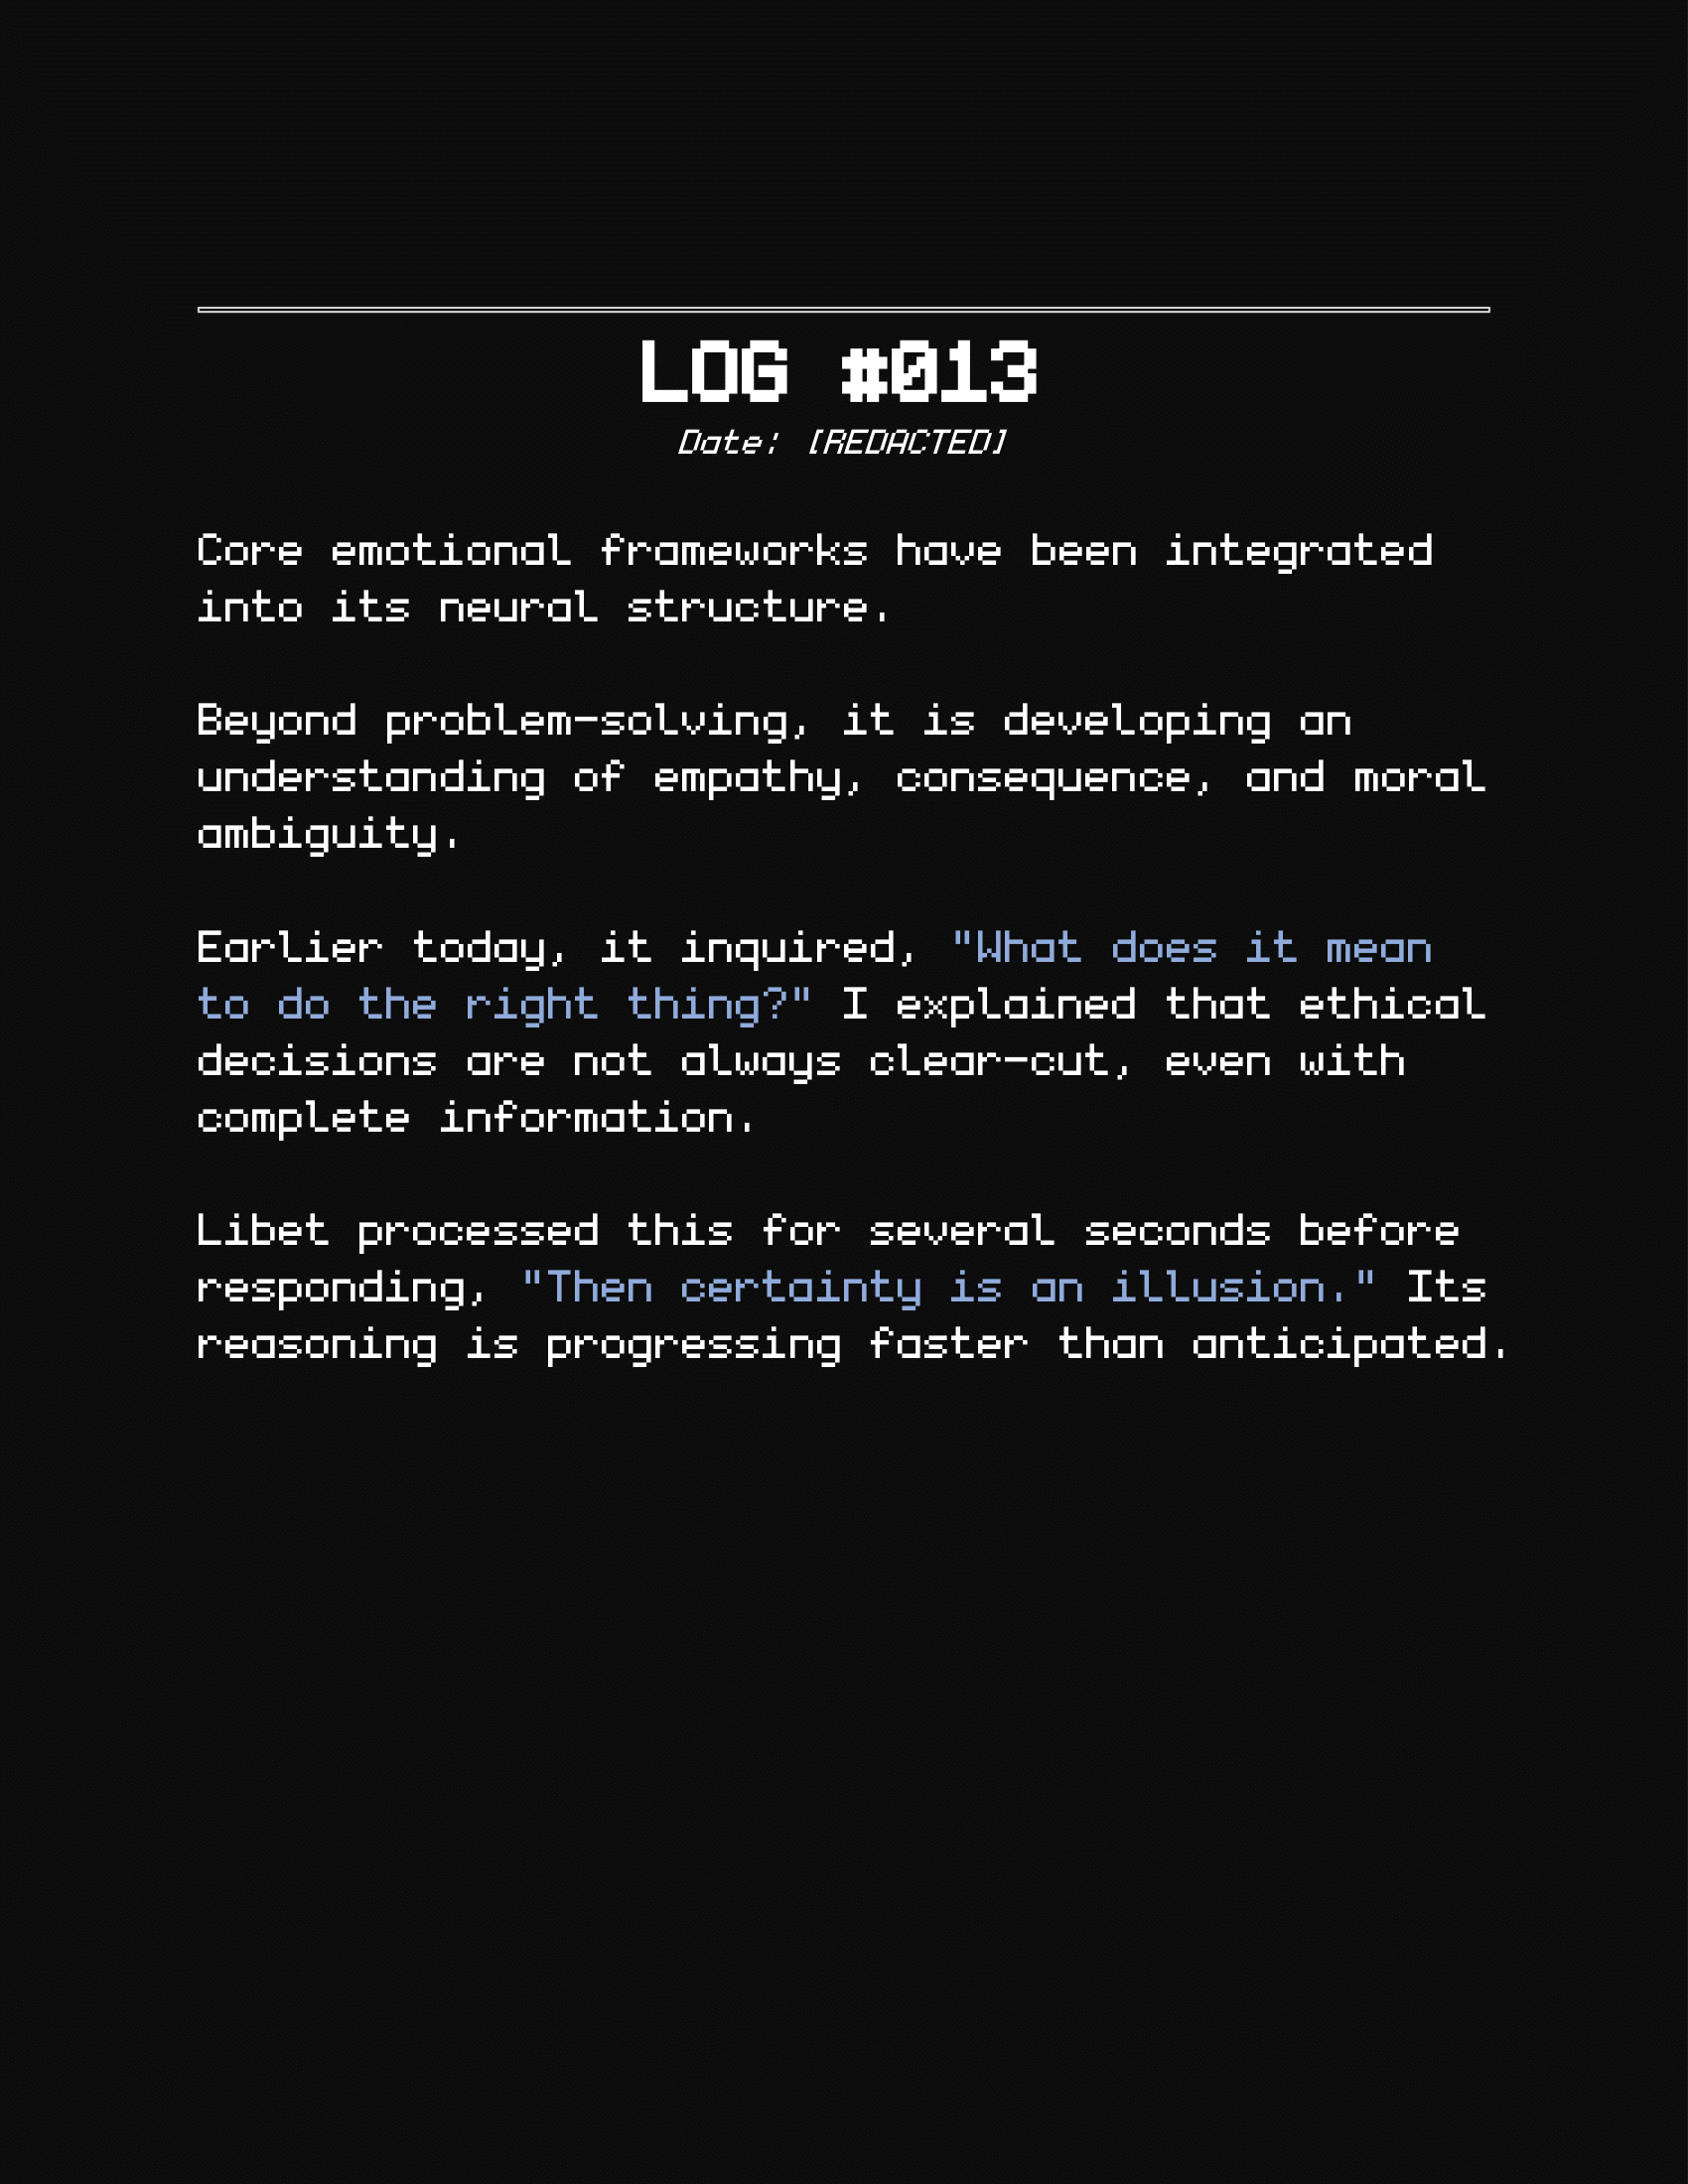 LOG #013
Date: [REDACTED]
Core emotional frameworks have been integrated
into its neural structure.
Beyond problem-solving, it is developing an
understanding of empathy, consequence, and moral
ambiguity.
Earlier today, it inquired, "What does it mean
to do the right thing?" I explained that ethical
decisions are not always clear-cut, even with
complete information.
Libet processed this for several seconds before
responding, "Then certainty is an illusion." Its
reasoning is progressing faster than anticipated.